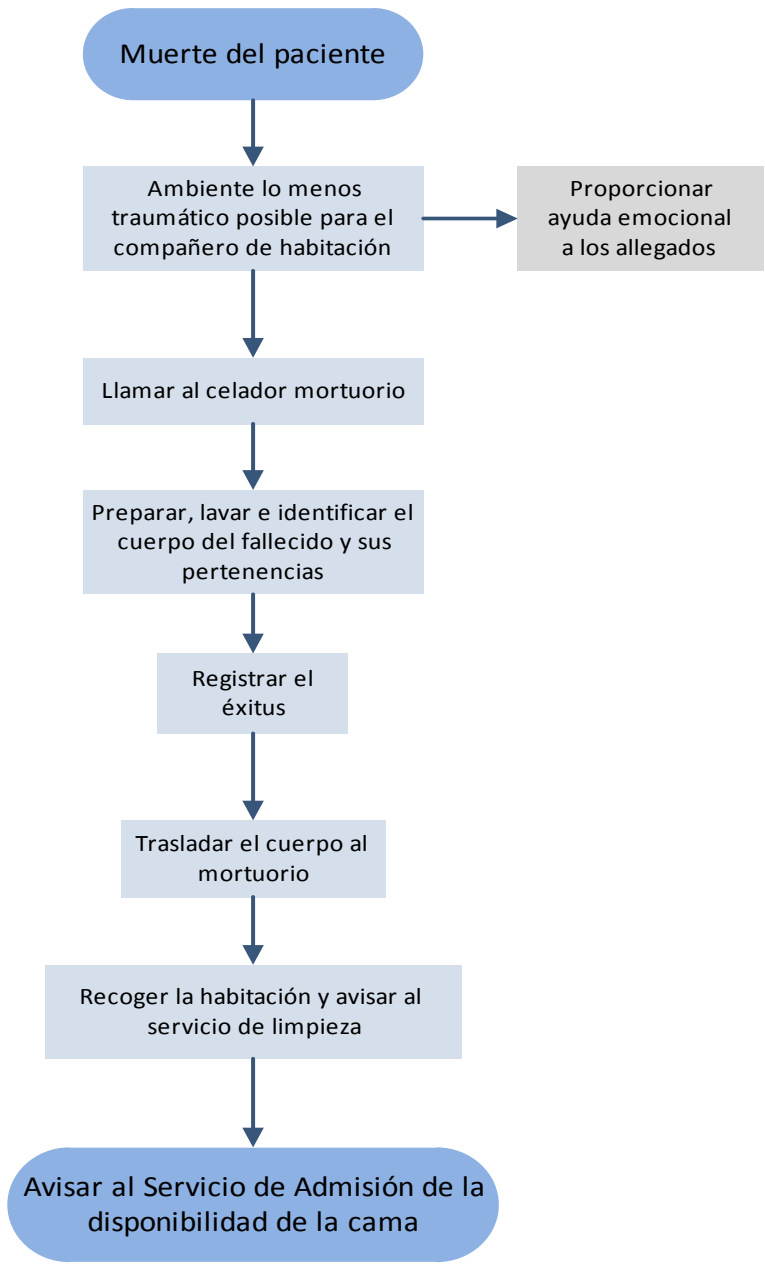 Muerte del paciente
Ambiente lo menos
traumático posible para el
compañero de habitación
Proporcionar
ayuda emocional
a los allegados
Llamar al celador mortuorio
Preparar, lavar e identificar el
cuerpo del fallecido y sus
pertenencias
Registrar el
éxitus
Trasladar el cuerpo al
mortuorio
Recoger la habitación y avisar al
servicio de limpieza
Avisar al Servicio de Admisión de la
disponibilidad de la cama